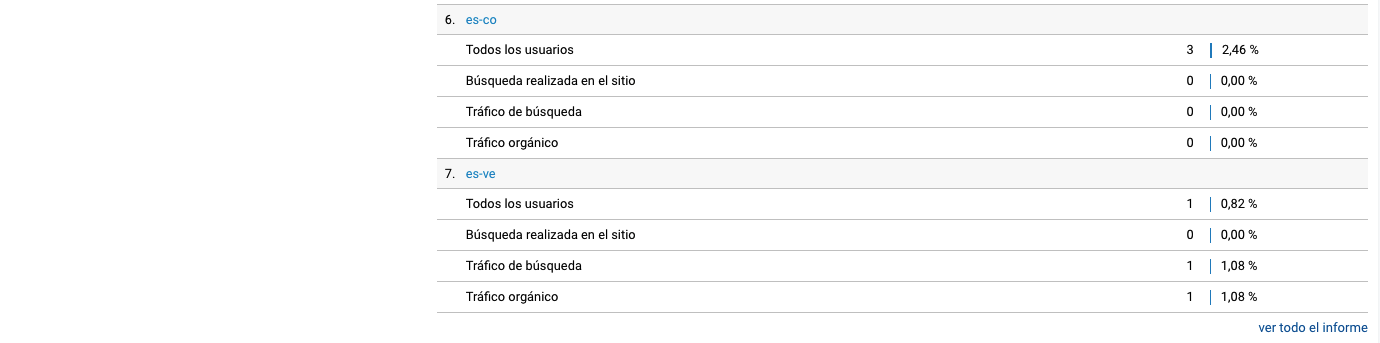 6. es-co
Todos los usuarios 3 2,46 %
Búsqueda realizada en el sitio 0 0,00 %
Tráfico de búsqueda 0 0,00 %
Tráfico orgánico 0 0,00 %
7. es-ve
Todos los usuarios 1 0,82 %
Búsqueda realizada en el sitio 0 0,00 %
Tráfico de búsqueda 1 1,08 %
Tráfico orgánico 1 1,08 %
ver todo el informe